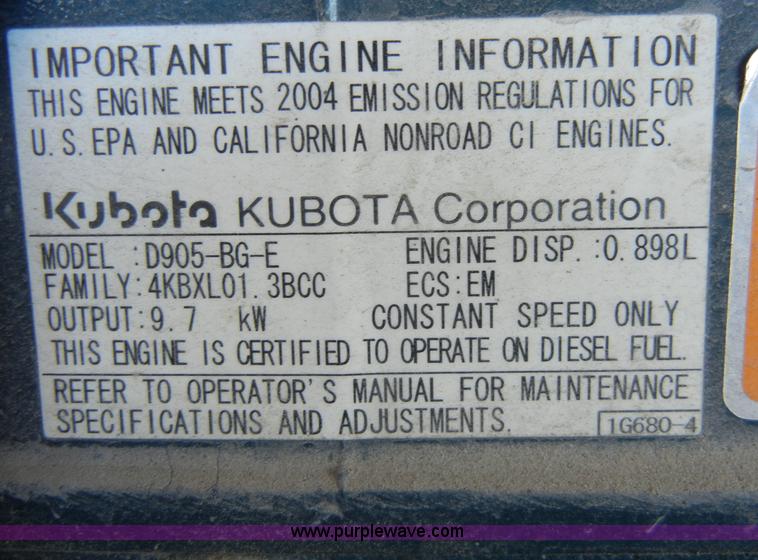 IMPORTANT ENGINE INFORMATION
THIS ENGINE MEETS 2004 EMISSION REGULATIONS FOR
U.S. EPA AND CALIFORNIA NONROAD CI ENGINES.
Kubota KUBOTA Corporation
MODEL :D905-BG-E ENGINE DISP.:0.898L
FAMILY:4KBXL01.3BCC ECS:EM
OUTPUT:9.7 kW CONSTANT SPEED ONLY
THIS ENGINE IS CERTIFIED TO OPERATE ON DIESEL FUEL.
REFER TO OPERATOR'S MANUAL FOR MAINTENANCE
SPECIFICATIONS AND ADJUSTMENTS. 1G680-4
www.purplewave.com